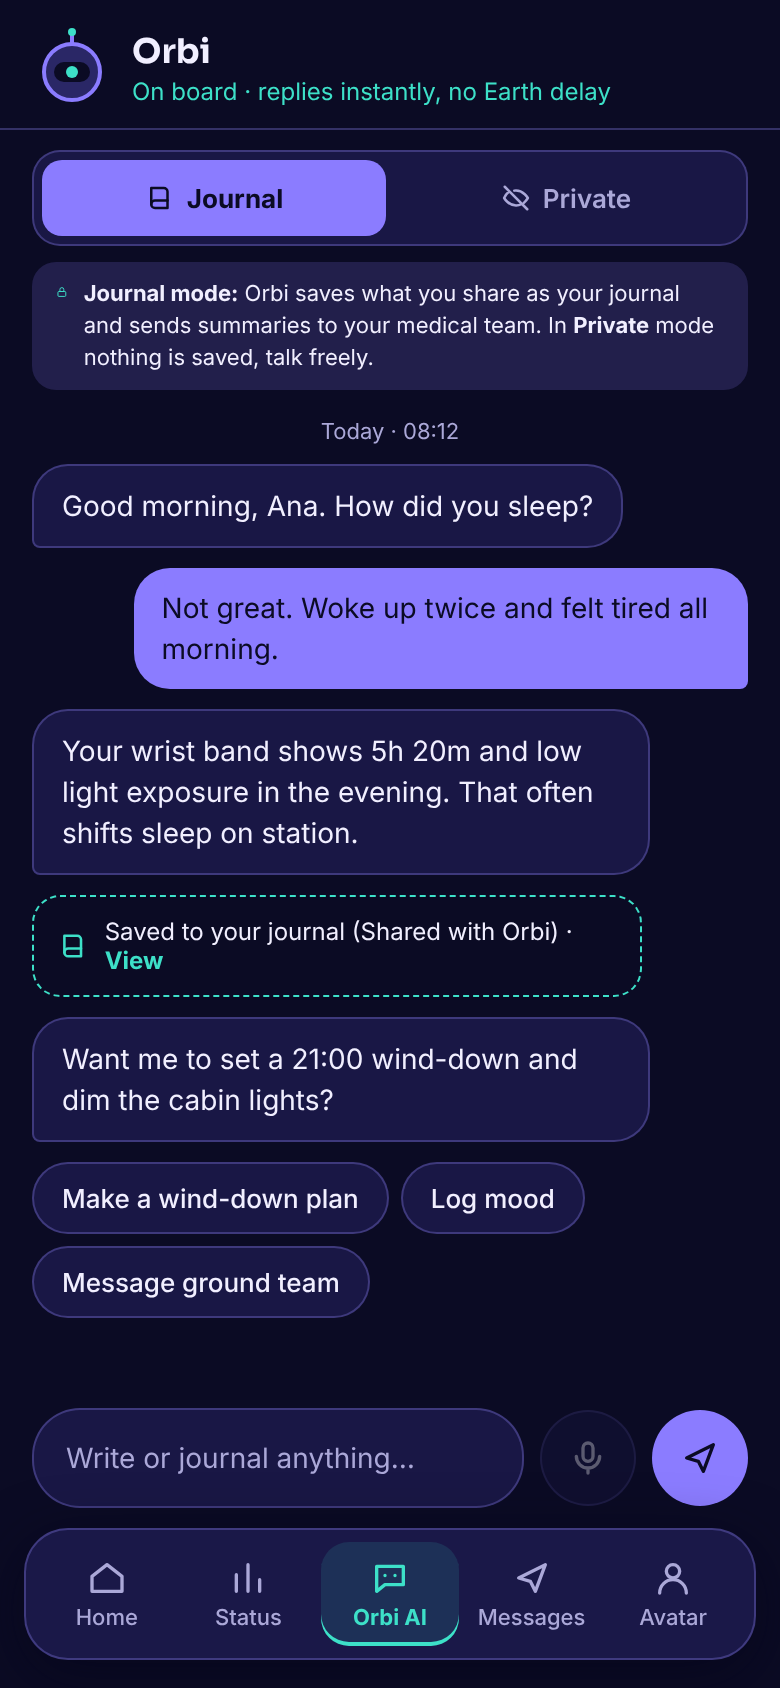 Orbi
On board · replies instantly, no Earth delay
Journal
Private
Journal mode: Orbi saves what you share as your journal
and sends summaries to your medical team. In Private mode
nothing is saved, talk freely.
Today · 08:12
Good morning, Ana. How did you sleep?
Not great. Woke up twice and felt tired all
morning.
Your wrist band shows 5h 20m and low
light exposure in the evening. That often
shifts sleep on station.
Saved to your journal (Shared with Orbi) ·
View
Want me to set a 21:00 wind-down and
dim the cabin lights?
Make a wind-down plan
Log mood
Message ground team
Write or journal anything...
Home
Status
Orbi AI
Messages
Avatar